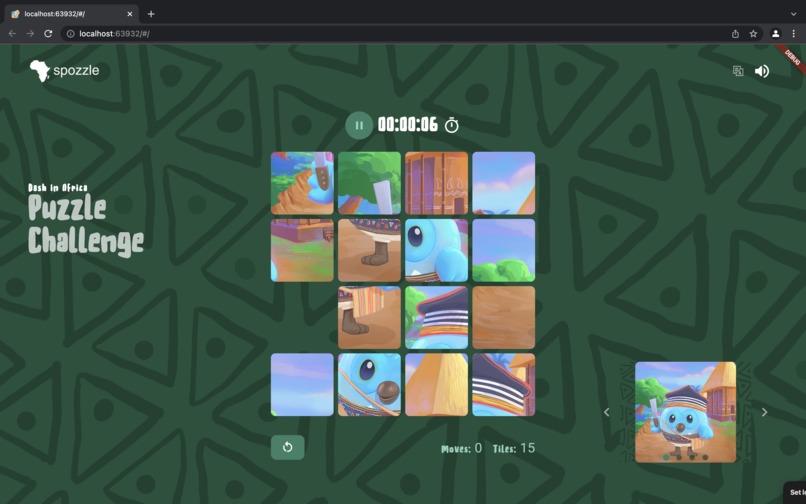 localhost:63932/#/
localhost:63932/#/
DEBUG
spozzle
00:00:06
Dash in Africa
Puzzle
Challenge
Moves: 0 Tiles: 15